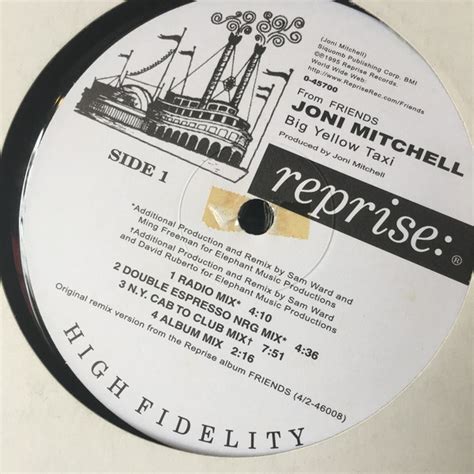 (Joni Mitchell)
Siquomb Publishing Corp. BMI
℗1995 Reprise Records.
World Wide Web:
http://www.RepriseRec.com/Friends
0-45700
From FRIENDS
JONI MITCHELL
Big Yellow Taxi
Produced by Joni Mitchell
SIDE 1
reprise:®
*Additional Production and Remix by Sam Ward and
Ming Freeman for Elephant Music Productions
†Additional Production and Remix by Sam Ward
and David Ruberto for Elephant Music Productions
1 RADIO MIX* 4:10
2 DOUBLE ESPRESSO NRG MIX* 4:36
3 N.Y. CAB TO CLUB MIX† 7:51
4 ALBUM MIX 2:16
Original remix version from the Reprise album FRIENDS (4/2-46008)
HIGH FIDELITY